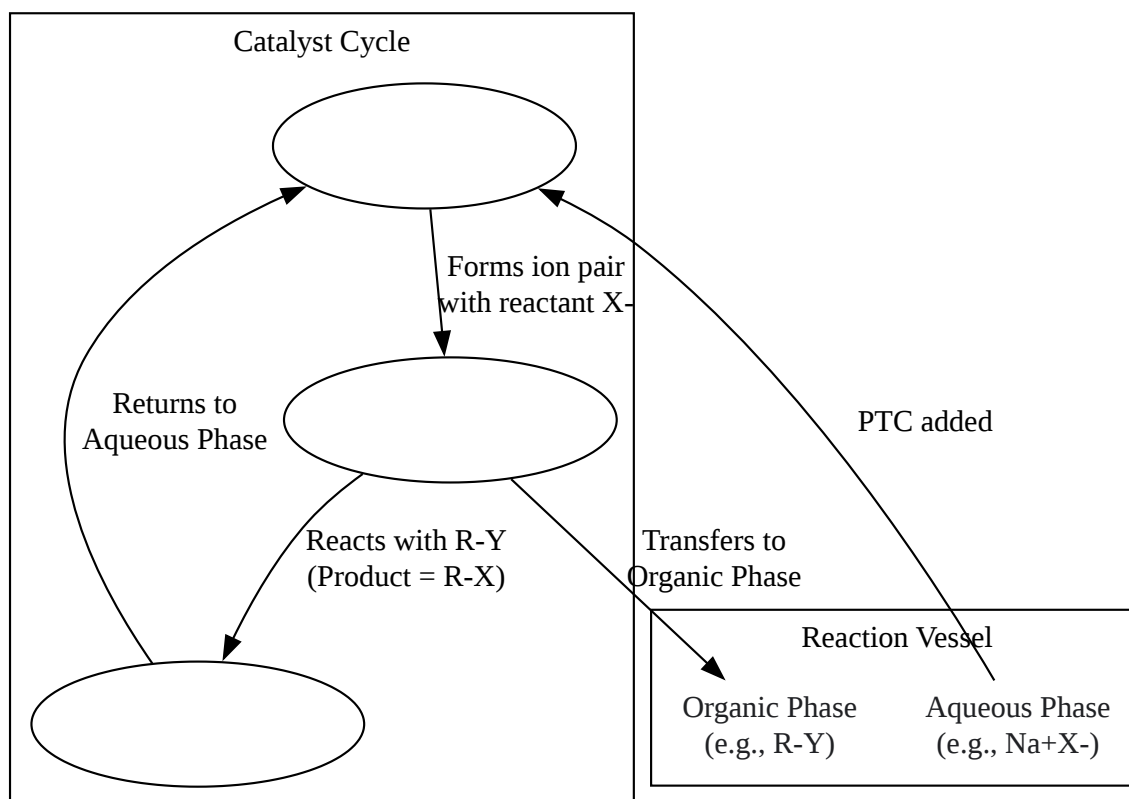 Catalyst Cycle
Forms ion pair
with reactant X-
Returns to
Aqueous Phase
PTC added
Reacts with R-Y
(Product = R-X)
Transfers to
Organic Phase
Reaction Vessel
Organic Phase
(e.g., R-Y)
Aqueous Phase
(e.g., Na+X-)